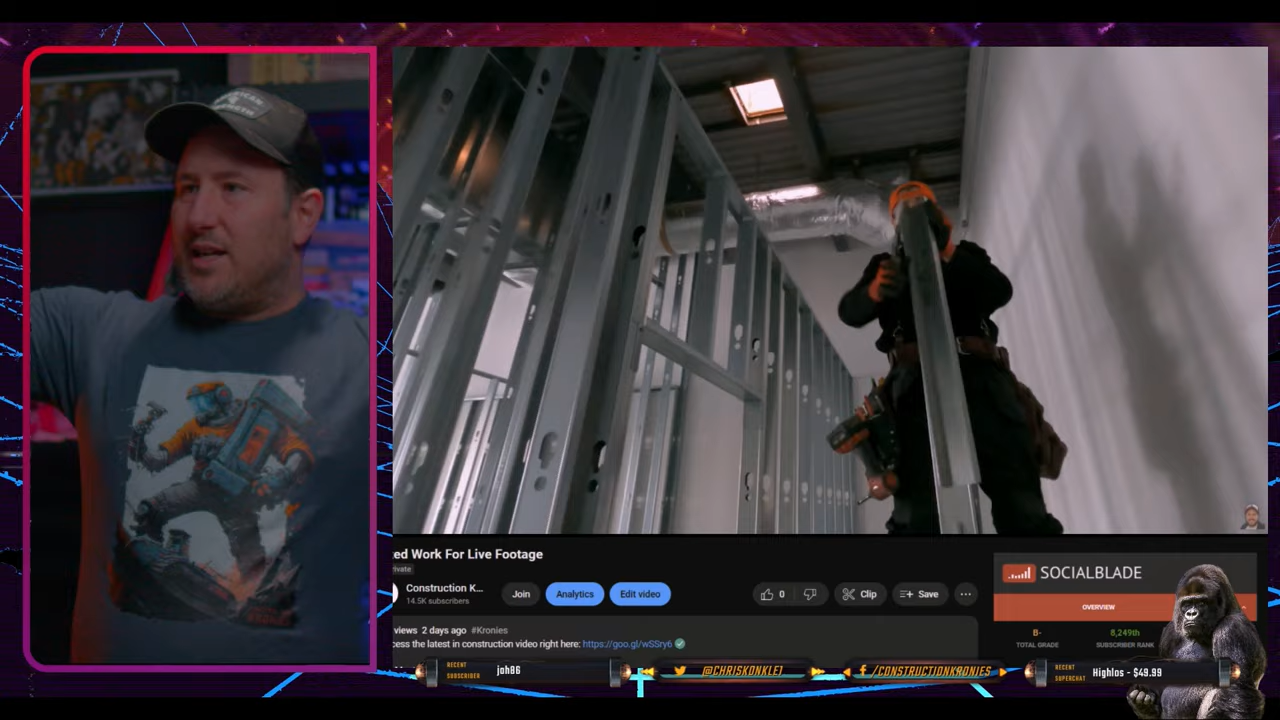 ed Work For Live Footage
ivate
Construction K...
14.5K subscribers
Join
Analytics
Edit video
0
Clip
Save
views 2 days ago #Kronies
cess the latest in construction video right here: https://goo.gl/wSSry6
SOCIALBLADE
OVERVIEW
B-
TOTAL GRADE
8,249th
SUBSCRIBER RANK
RECENT
SUBSCRIBER
joh86
@CHRISKONKLE1
/CONSTRUCTIONKRONIES
RECENT
SUPERCHAT
Highlos - $49.99